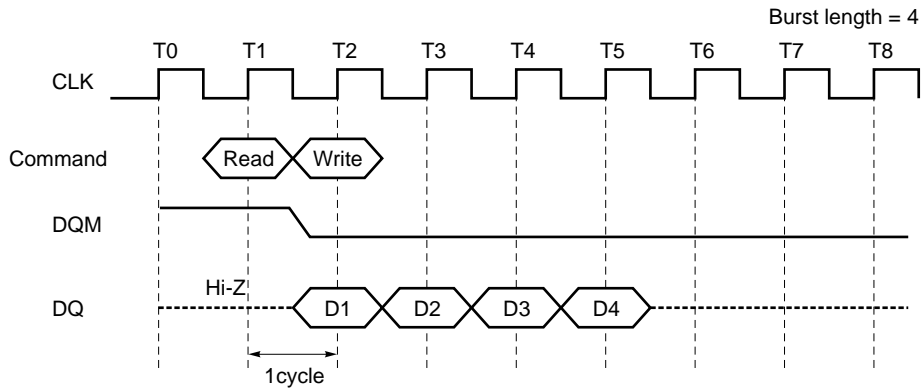 Burst length = 4
T0 T1 T2 T3 T4 T5 T6 T7 T8
CLK
Command Read Write
DQM
Hi-Z
DQ D1 D2 D3 D4
1cycle